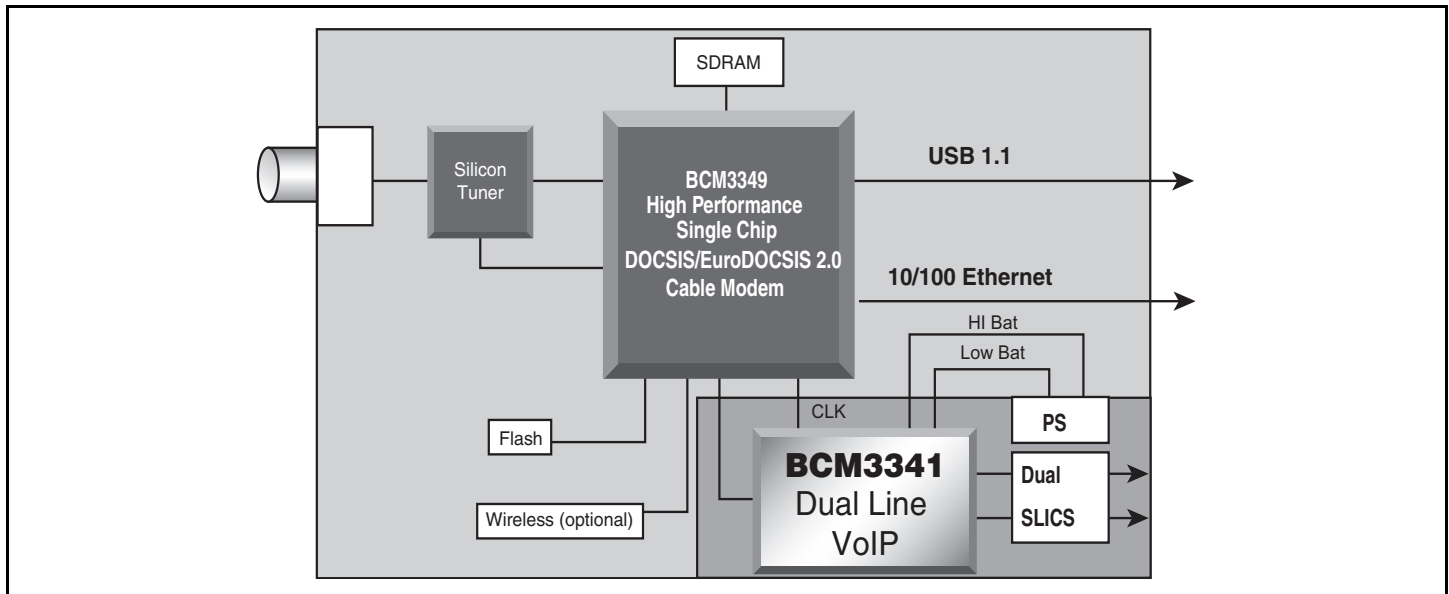 SDRAM
Silicon
Tuner
BCM3349
High Performance
Single Chip
DOCSIS/EuroDOCSIS 2.0
Cable Modem
USB 1.1
10/100 Ethernet
HI Bat
Low Bat
CLK
PS
Flash
BCM3341
Dual Line
VoIP
Dual
SLICS
Wireless (optional)